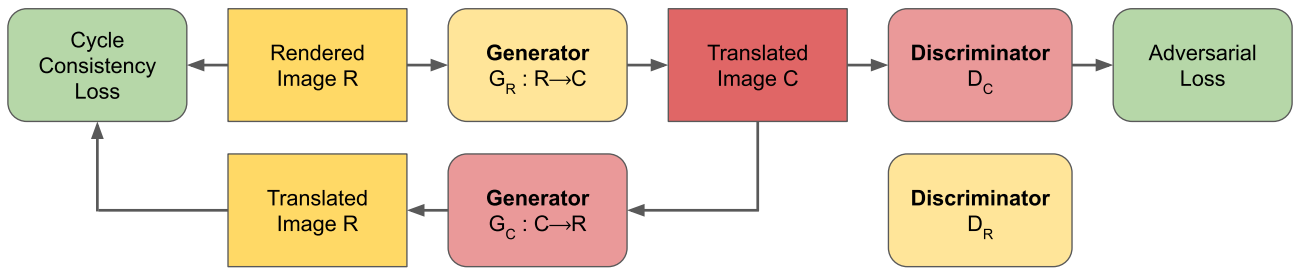 Cycle
Consistency
Loss
Rendered
Image R
Generator
G_R : R→C
Translated
Image C
Discriminator
D_C
Adversarial
Loss
Translated
Image R
Generator
G_C : C→R
Discriminator
D_R